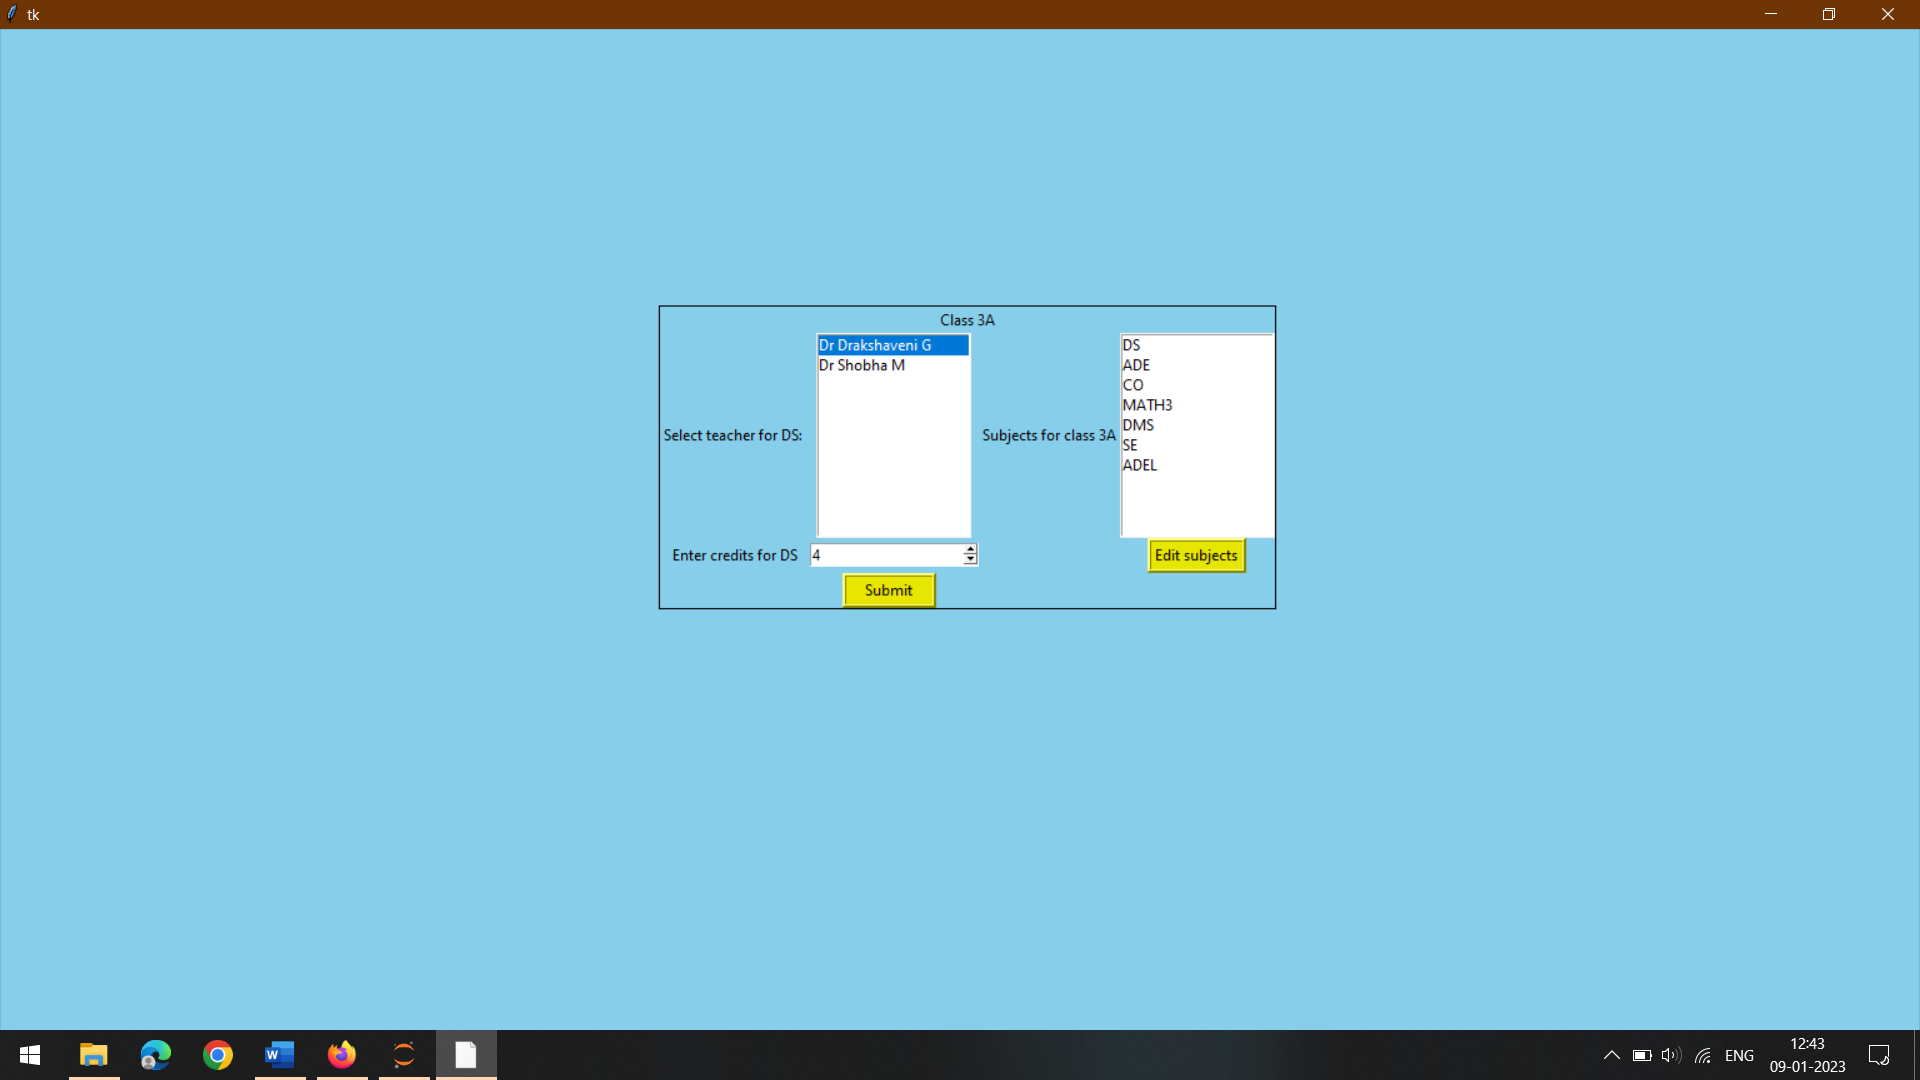 tk
Class 3A
Select teacher for DS:
Dr Drakshaveni G
Dr Shobha M
Subjects for class 3A
DS
ADE
CO
MATH3
DMS
SE
ADEL
Enter credits for DS
4
Edit subjects
Submit
W
ENG
12:43
09-01-2023